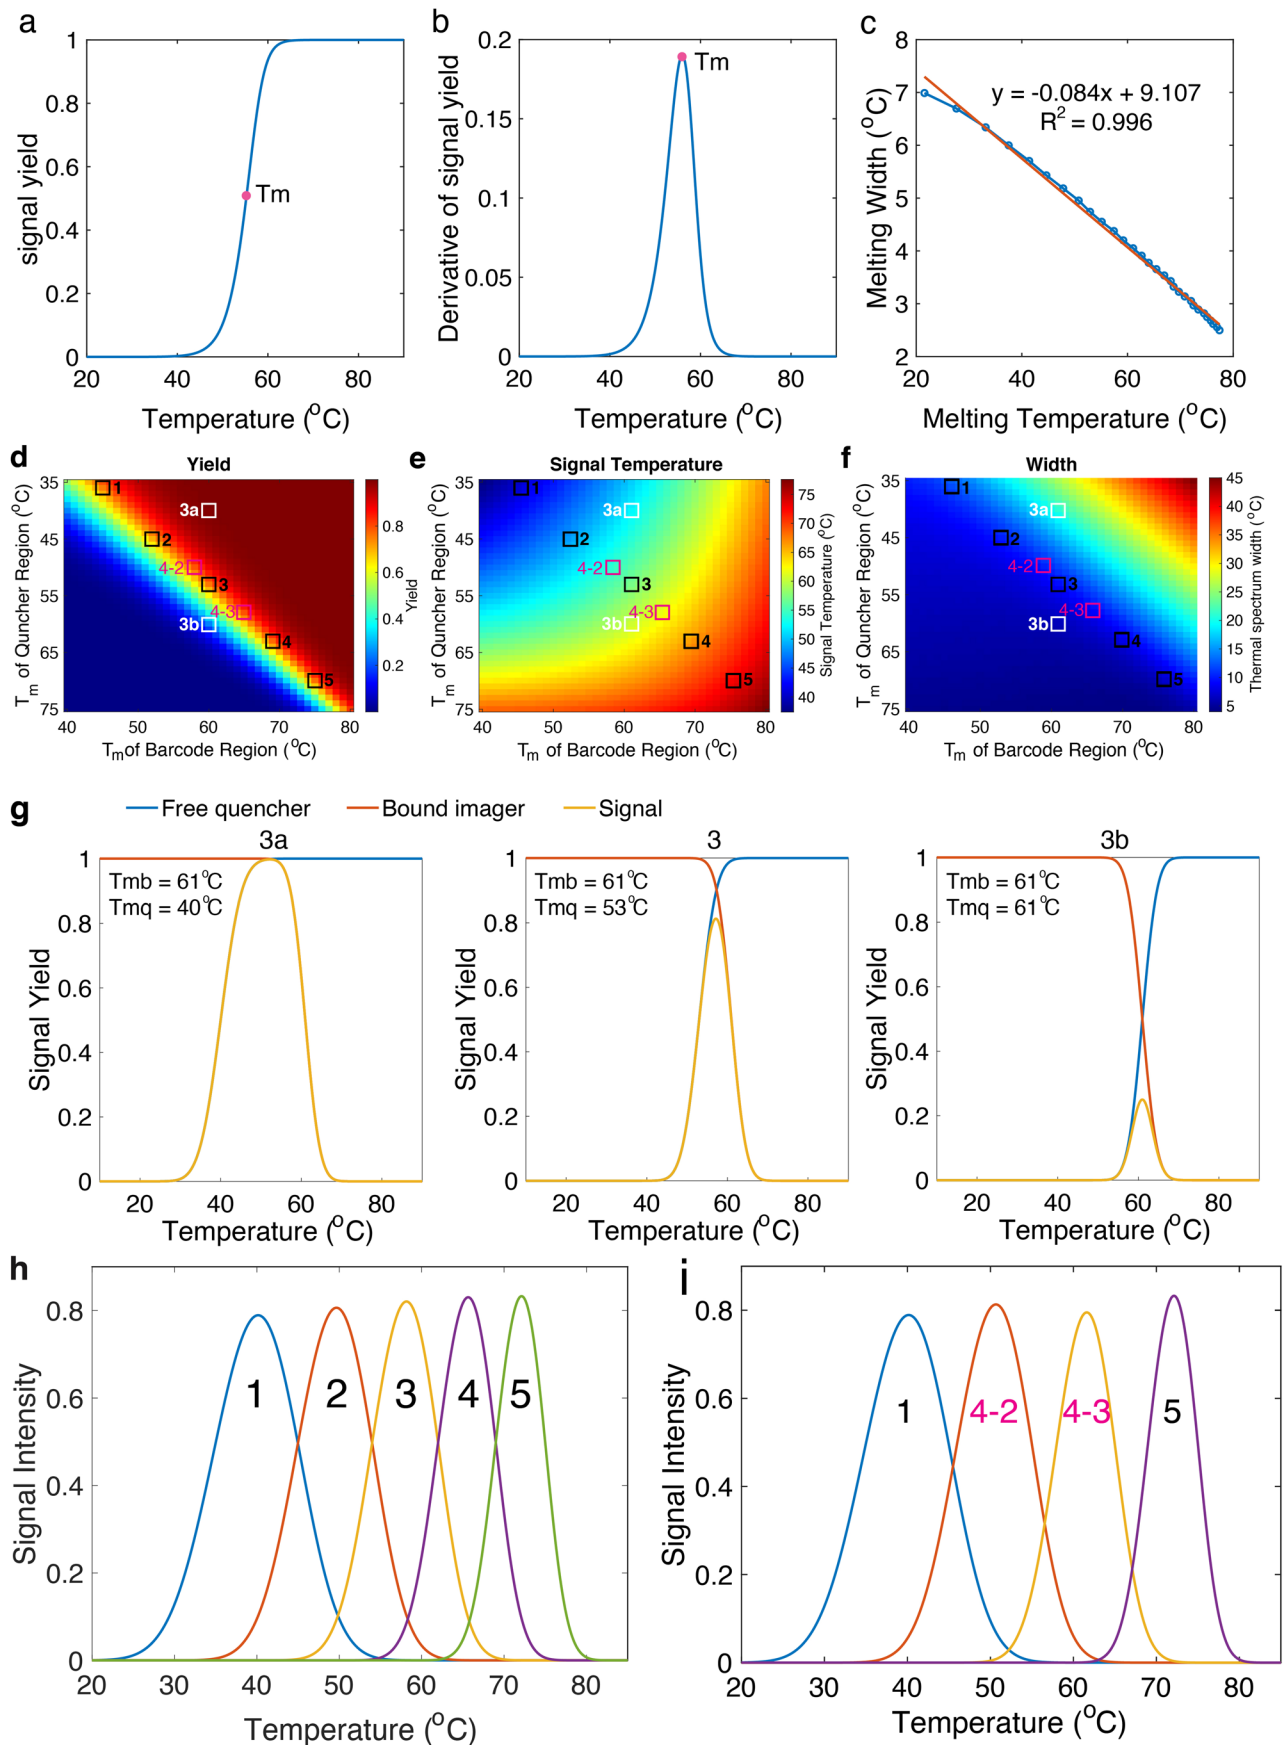 a
1
0.8
0.6
0.4
0.2
0
20
40
60
80
signal yield
Temperature (°C)
Tm
b
0.2
0.15
0.1
0.05
0
20
40
60
80
Derivative of signal yield
Temperature (°C)
Tm
c
8
7
6
5
4
3
2
20
40
60
80
Melting Width (°C)
Melting Temperature (°C)
y = -0.084x + 9.107
R² = 0.996
d
Yield
35
45
55
65
75
40
50
60
70
80
Tm of Quncher Region (°C)
Tm of Barcode Region (°C)
1
3a
2
4-2
3
4-3
3b
4
5
0.8
0.6
0.4
0.2
Yield
e
Signal Temperature
35
45
55
65
75
40
50
60
70
80
Tm of Quncher Region (°C)
Tm of Barcode Region (°C)
1
3a
2
4-2
3
4-3
3b
4
5
75
70
65
60
55
50
45
40
Signal Temperature (°C)
f
Width
35
45
55
65
75
40
50
60
70
80
Tm of Quncher Region (°C)
Tm of Barcode Region (°C)
1
3a
2
4-2
3
4-3
3b
4
5
45
40
35
30
25
20
15
10
5
Thermal spectrum width (°C)
g
Free quencher
Bound imager
Signal
3a
Tmb = 61°C
Tmq = 40°C
1
0.8
0.6
0.4
0.2
0
20
40
60
80
Signal Yield
Temperature (°C)
3
Tmb = 61°C
Tmq = 53°C
1
0.8
0.6
0.4
0.2
0
20
40
60
80
Signal Yield
Temperature (°C)
3b
Tmb = 61°C
Tmq = 61°C
1
0.8
0.6
0.4
0.2
0
20
40
60
80
Signal Yield
Temperature (°C)
h
0.8
0.6
0.4
0.2
0
20
30
40
50
60
70
80
Signal Intensity
Temperature (°C)
1
2
3
4
5
i
0.8
0.6
0.4
0.2
0
20
30
40
50
60
70
80
Signal Intensity
Temperature (°C)
1
4-2
4-3
5